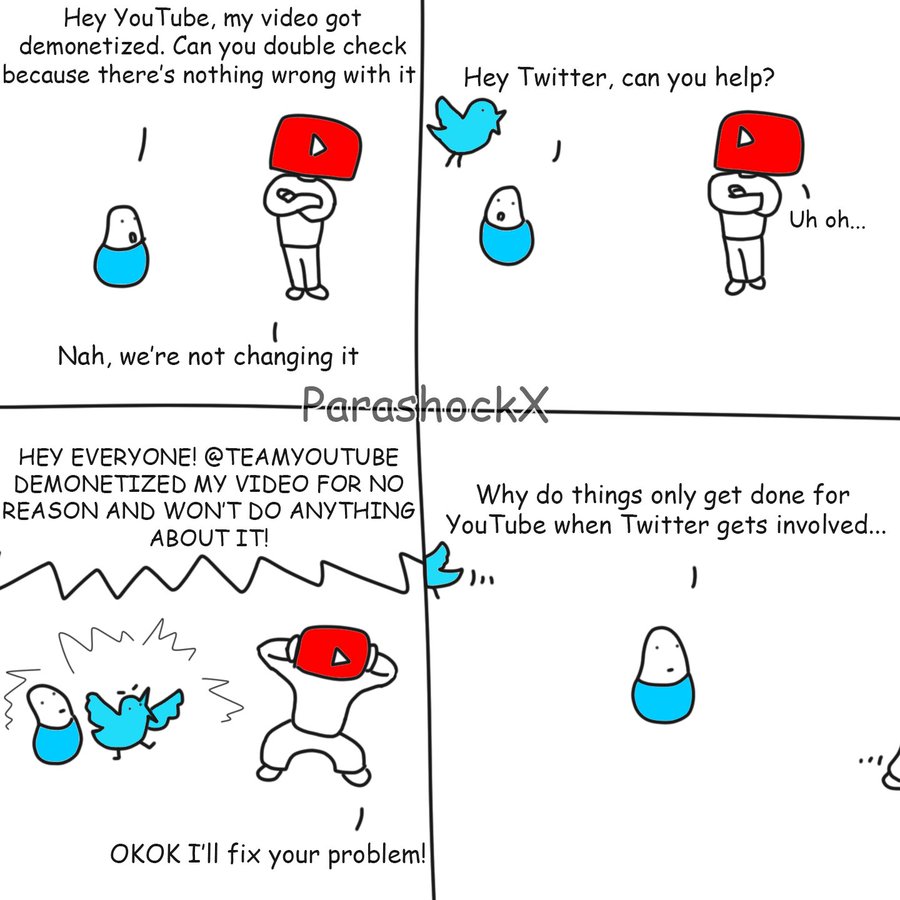 Hey YouTube, my video got
demonetized. Can you double check
because there's nothing wrong with it
Nah, we're not changing it
Hey Twitter, can you help?
Uh oh...
ParashockX
HEY EVERYONE! @TEAMYOUTUBE
DEMONETIZED MY VIDEO FOR NO
REASON AND WON'T DO ANYTHING
ABOUT IT!
OKOK I'll fix your problem!
Why do things only get done for
YouTube when Twitter gets involved...